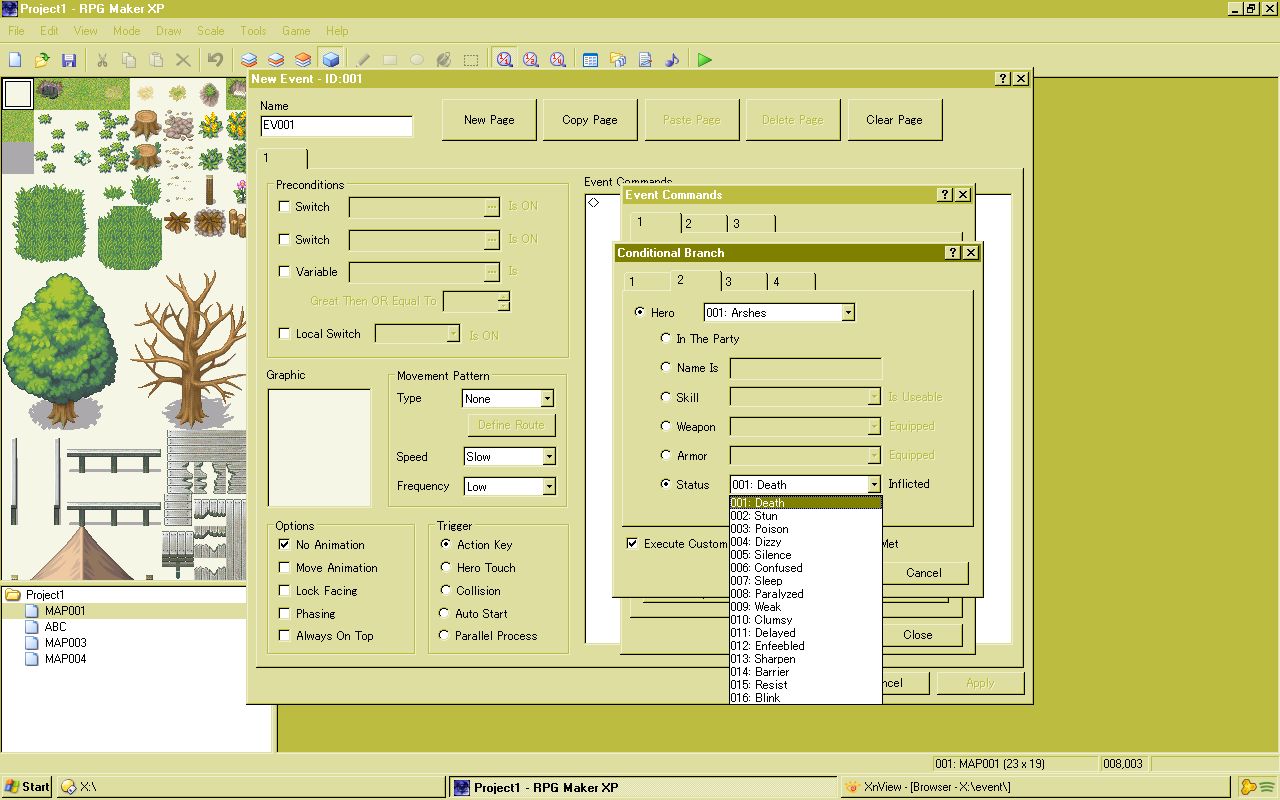 Project1 - RPG Maker XP
File Edit View Mode Draw Scale Tools Game Help
New Event - ID:001
Name
EV001
New Page
Copy Page
Paste Page
Delete Page
Clear Page
1
Preconditions
Switch
Is ON
Switch
Is ON
Variable
Is
Great Then OR Equal To
Local Switch
Is ON
Graphic
Movement Pattern
Type
None
Define Route
Speed
Slow
Frequency
Low
Options
No Animation
Move Animation
Lock Facing
Phasing
Always On Top
Trigger
Action Key
Hero Touch
Collision
Auto Start
Parallel Process
Event Commands
Event Commands
1 2 3
Conditional Branch
1 2 3 4
Hero
001: Arshes
In The Party
Name Is
Skill
Is Useable
Weapon
Equipped
Armor
Equipped
Status
001: Death
Inflicted
001: Death
002: Stun
003: Poison
004: Dizzy
005: Silence
006: Confused
007: Sleep
008: Paralyzed
009: Weak
010: Clumsy
011: Delayed
012: Enfeebled
013: Sharpen
014: Barrier
015: Resist
016: Blink
Execute Custom
Met
Cancel
Close
ncel
Apply
Project1
MAP001
ABC
MAP003
MAP004
001: MAP001 (23 x 19)
008,003
Start
X:\
Project1 - RPG Maker XP
XnView - [Browser - X:\event\]